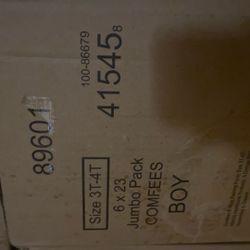 100-86679
415458
89601
Size 3T-4T
6 x 23
Jumbo Pack
COMFEES
BOY